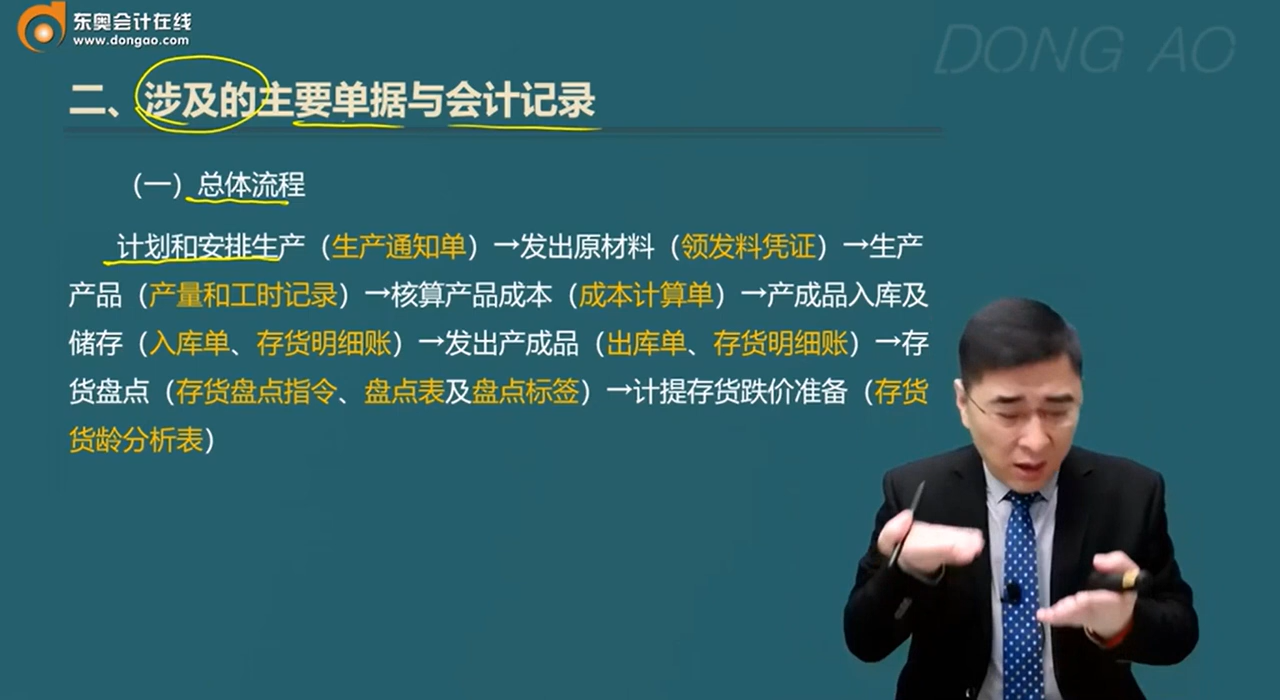 东奥会计在线
www.dongao.com
DONG AO
二、涉及的主要单据与会计记录
（一）总体流程
计划和安排生产（生产通知单）→发出原材料（领发料凭证）→生产
产品（产量和工时记录）→核算产品成本（成本计算单）→产成品入库及
储存（入库单、存货明细账）→发出产成品（出库单、存货明细账）→存
货盘点（存货盘点指令、盘点表及盘点标签）→计提存货跌价准备（存货
货龄分析表）